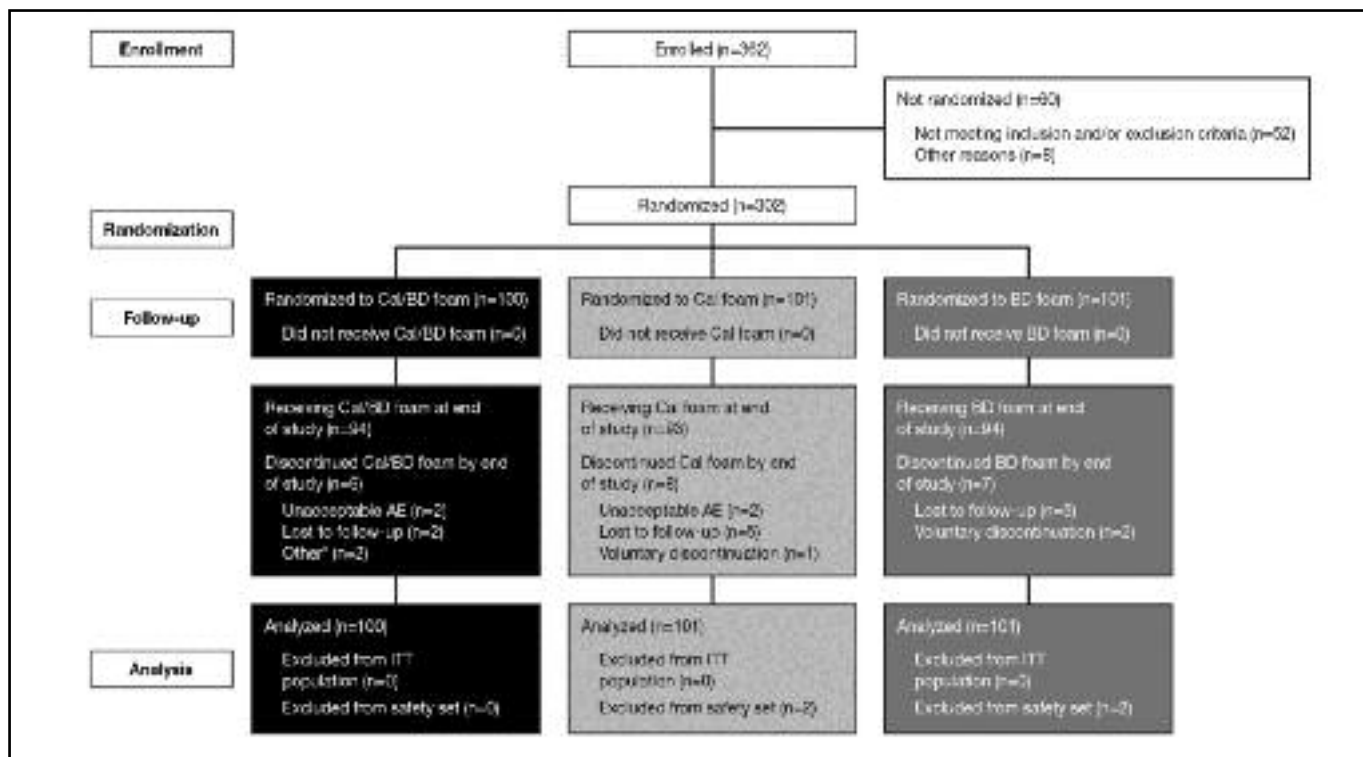 Enrollment
Enrolled (n=362)
Not randomized (n=60)
Not meeting inclusion and/or exclusion criteria (n=52)
Other reasons (n=8)
Randomized (n=302)
Randomization
Follow-up
Randomized to Cal/BD foam (n=100)
Did not receive Cal/BD foam (n=0)
Randomized to Cal foam (n=101)
Did not receive Cal foam (n=0)
Randomized to BD foam (n=101)
Did not receive BD foam (n=0)
Receiving Cal/BD foam at end
of study (n=94)
Discontinued Cal/BD foam by end
of study (n=6)
Unacceptable AE (n=2)
Lost to follow-up (n=2)
Other* (n=2)
Receiving Cal foam at end
of study (n=93)
Discontinued Cal foam by end
of study (n=8)
Unacceptable AE (n=2)
Lost to follow-up (n=5)
Voluntary discontinuation (n=1)
Receiving BD foam at end
of study (n=94)
Discontinued BD foam by end
of study (n=7)
Lost to follow-up (n=5)
Voluntary discontinuation (n=2)
Analysis
Analyzed (n=100)
Excluded from ITT
population (n=0)
Excluded from safety set (n=0)
Analyzed (n=101)
Excluded from ITT
population (n=0)
Excluded from safety set (n=2)
Analyzed (n=101)
Excluded from ITT
population (n=0)
Excluded from safety set (n=2)